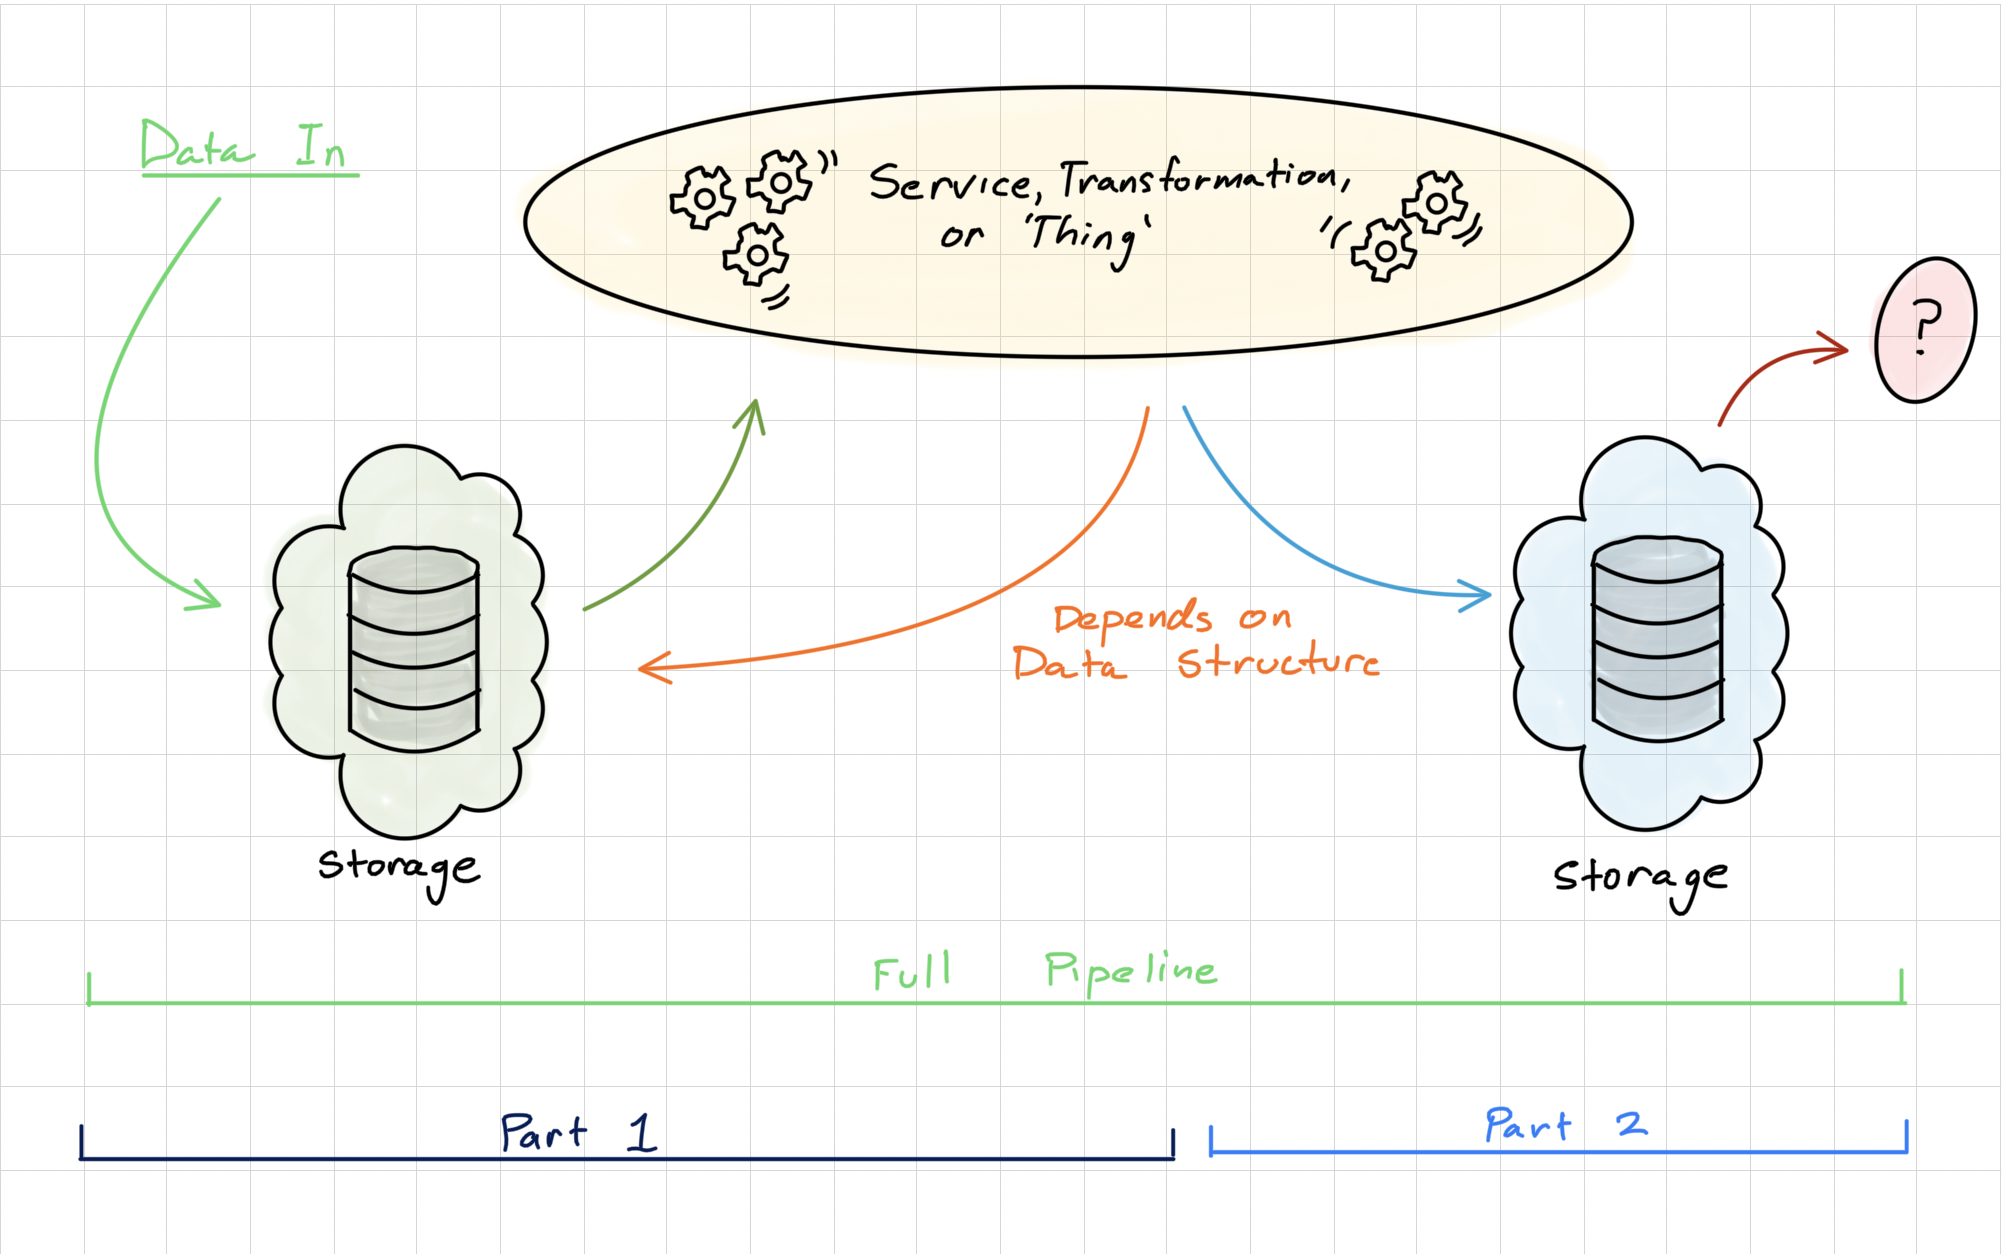 Data In
Service, Transformation,
or 'Thing'
?
Depends on
Data Structure
Storage
Storage
Full Pipeline
Part 1
Part 2